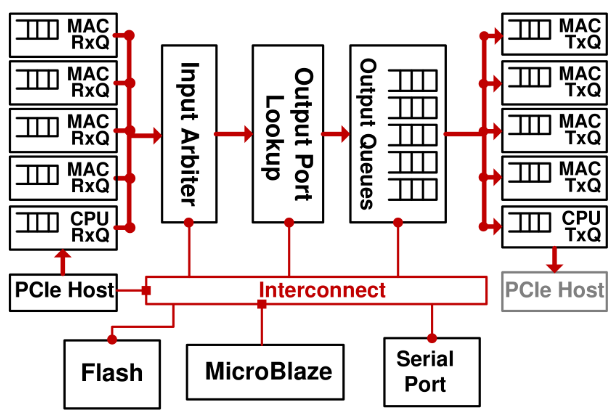 MAC
RxQ
MAC
RxQ
MAC
RxQ
MAC
RxQ
CPU
RxQ
PCIe Host
Input Arbiter
Output Port
Lookup
Output Queues
MAC
TxQ
MAC
TxQ
MAC
TxQ
MAC
TxQ
CPU
TxQ
PCIe Host
Interconnect
Flash
MicroBlaze
Serial
Port